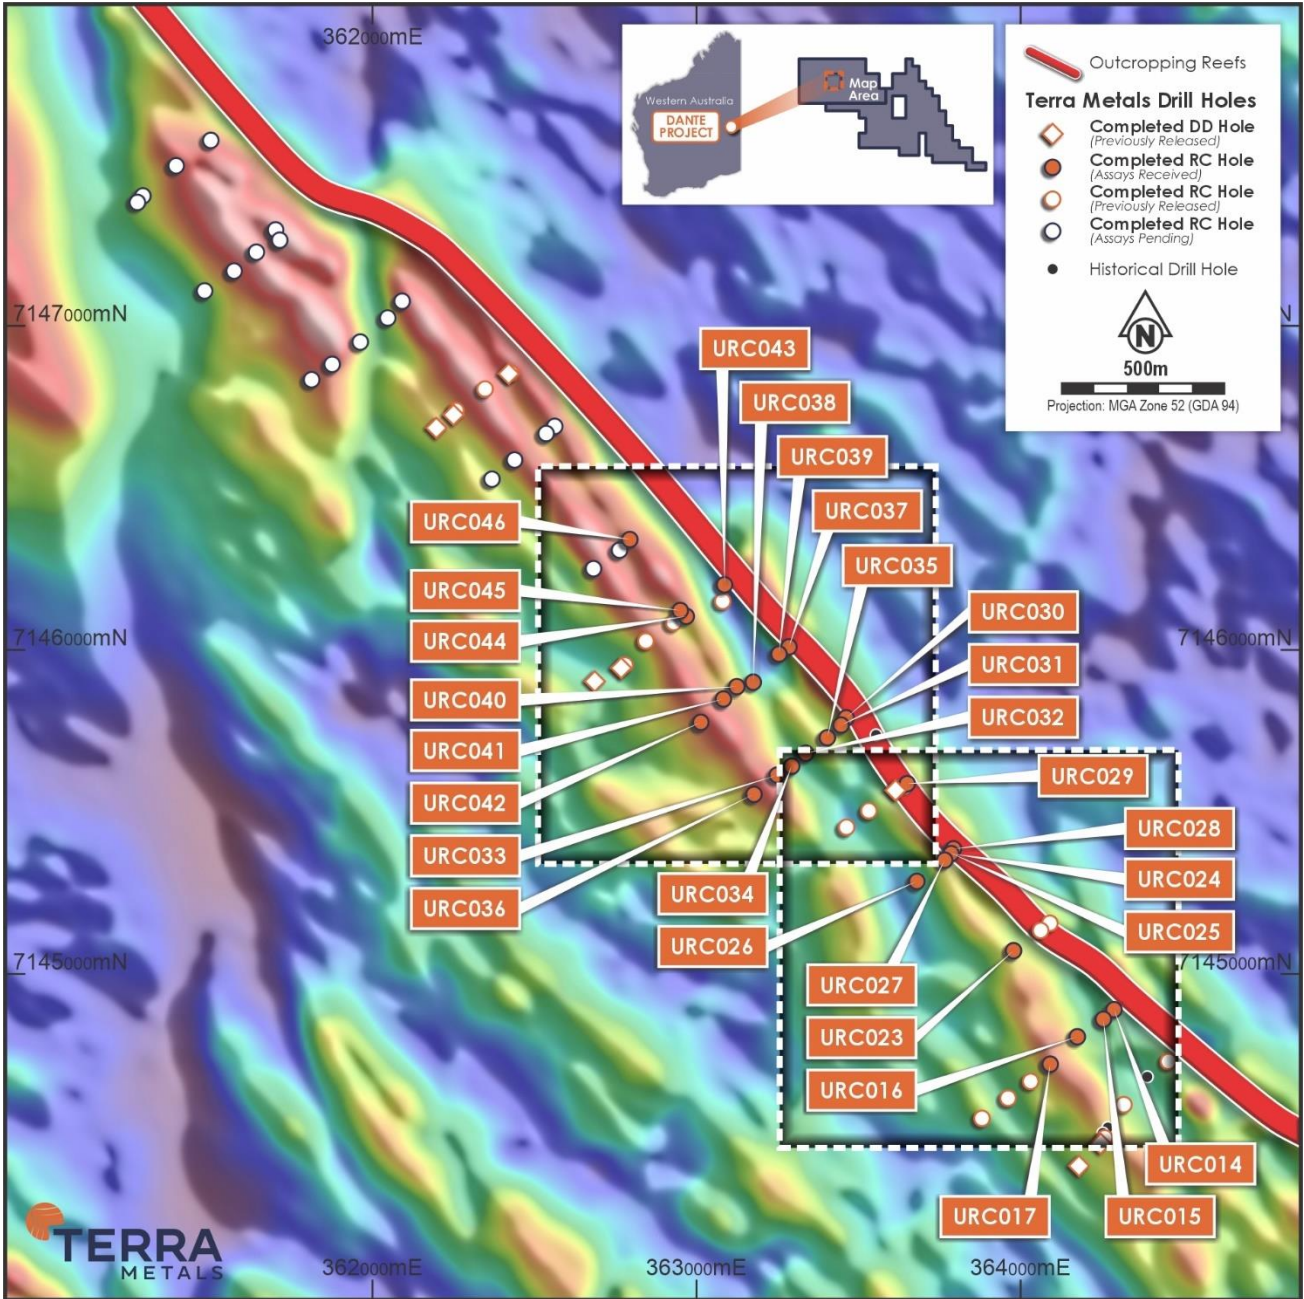 362000mE
Western Australia
DANTE
PROJECT
Map
Area
Outcropping Reefs
Terra Metals Drill Holes
Completed DD Hole
(Previously Released)
Completed RC Hole
(Assays Received)
Completed RC Hole
(Previously Released)
Completed RC Hole
(Assays Pending)
Historical Drill Hole
N
500m
Projection: MGA Zone 52 (GDA 94)
7147000mN
N
URC043
URC038
URC039
URC037
URC046
URC035
URC045
URC030
URC044
7146000mN
7146000mN
URC031
URC040
URC032
URC041
URC029
URC042
URC028
URC033
URC024
URC034
URC036
URC025
URC026
7145000mN
7145000mN
URC027
URC023
URC016
URC014
URC017
URC015
TERRA
METALS
362000mE
363000mE
364000mE